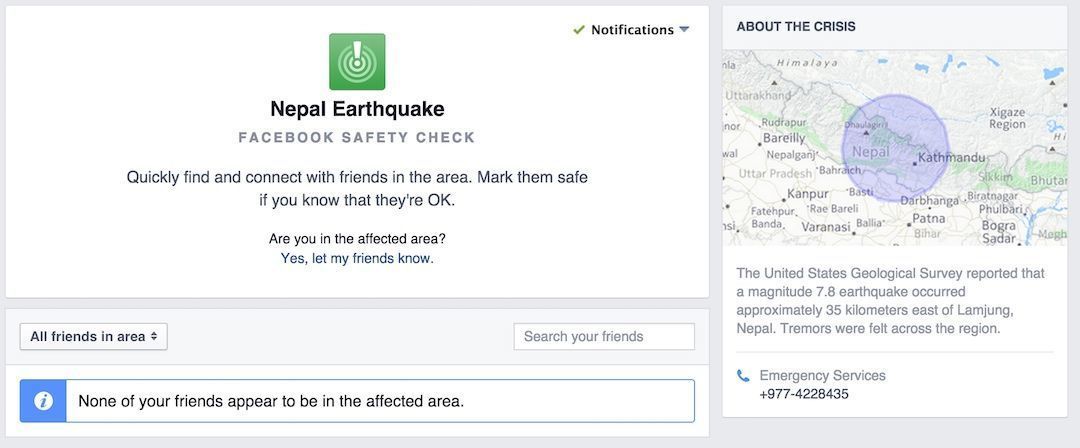 Notifications
Nepal Earthquake
FACEBOOK SAFETY CHECK
Quickly find and connect with friends in the area. Mark them safe
if you know that they're OK.
Are you in the affected area?
Yes, let my friends know.
All friends in area
Search your friends
None of your friends appear to be in the affected area.
ABOUT THE CRISIS
Himalaya
Uttarakhand
Xigaze
Region
Rudrapur
Dhaulagiri
Bareilly
Nepal
Nepalganj
Kathmandu
Bahraich
Uttar Pradesh
Sikkim
Bhutan
Kanpur
Basti
Darbhanga
Biratnagar
Fatehpur
Rae Bareli
Phulbari
Patna
Banda
Varanasi
Ballia
Bihar
Bogra
Sadar
Megh
The United States Geological Survey reported that
a magnitude 7.8 earthquake occurred
approximately 35 kilometers east of Lamjung,
Nepal. Tremors were felt across the region.
Emergency Services
+977-4228435